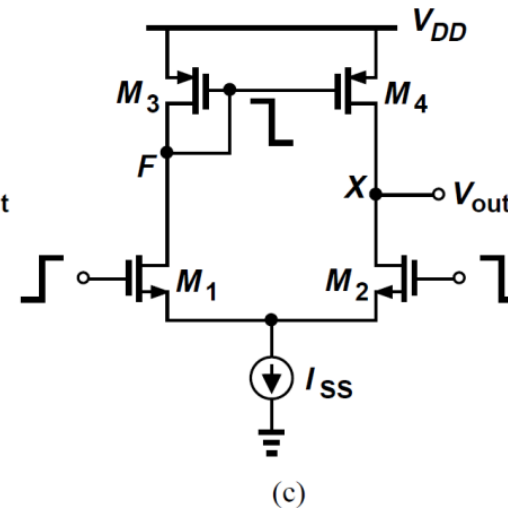 V_DD
M_3
M_4
F
X
V_out
t
M_1
M_2
I_SS
(c)